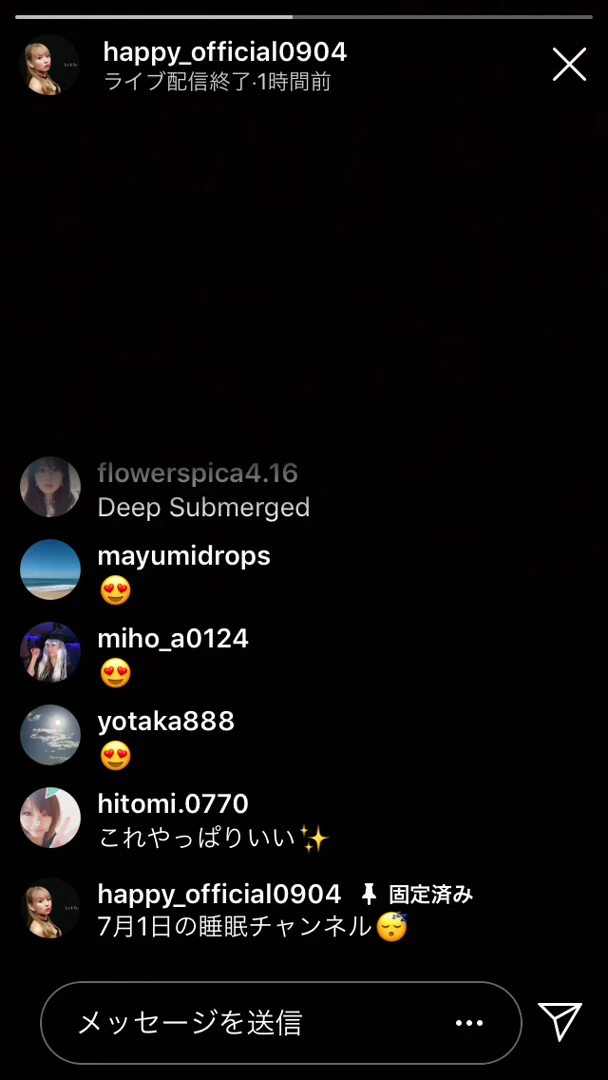 happy_official0904
ライブ配信終了·1時間前
flowerspica4.16
Deep Submerged
mayumidrops
😍
miho_a0124
😍
yotaka888
😍
hitomi.0770
これやっぱりいい✨
happy_official0904 📌 固定済み
7月1日の睡眠チャンネル😴
メッセージを送信